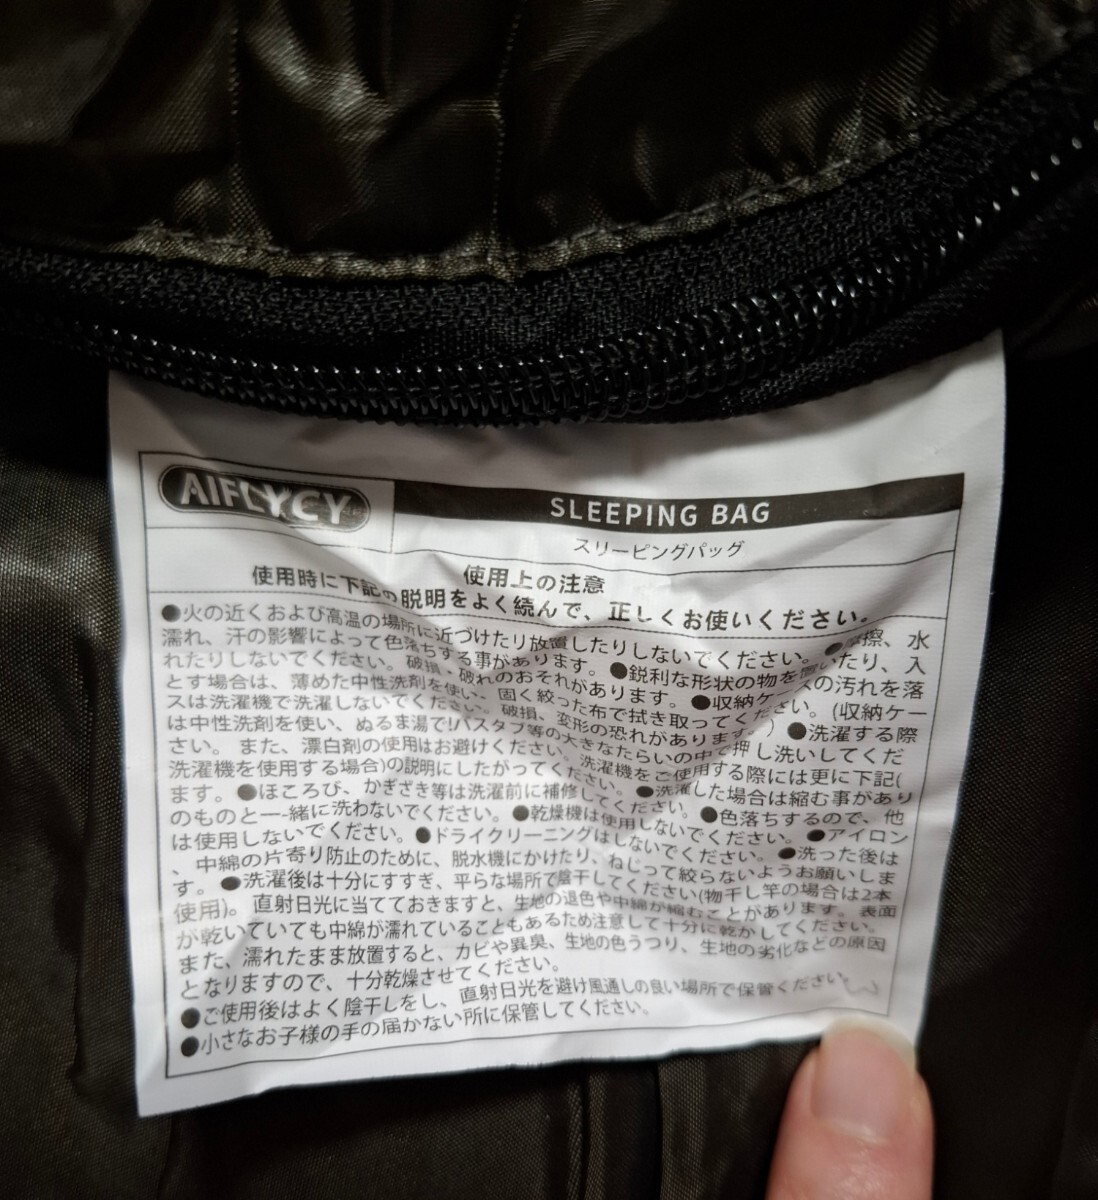 AIFLYCY
SLEEPING BAG
スリーピングパッグ
使用上の注意
使用時に下記の脱明をよく続んで、正しくお使いください。
●火の近くおよび高温の場所に近づけたり放置したりしないでください。●擦、水
濡れ、汗の影響によって色落ちする事があります。●鋭利な形状の物を置いたり、入
れたりしないでください。破損、破れのおそれがあります。●収納ケースの汚れを落
とす場合は、薄めた中性洗剤を使い、固く絞った布で拭き取ってください。(収納ケー
スは洗濯機で洗濯しないでください。破損、変形の恐れがあります。)●洗濯する際
は中性洗剤を使い、ぬるま湯で!バスタブ等の大きなたらいの中で押し洗いしてくだ
さい。また、漂白剤の使用はお避けください。洗濯機をご使用する際には更に下記(
洗濯機を使用する場合)の説明にしたがってください。●洗濯した場合は縮む事があり
ます。●ほころび、かぎざき等は洗濯前に補修してください。●色落ちするので、他
のものと一-緒に洗わないでください。●乾燥機は使用しないでください。●アイロン
は使用しないでください。●ドライクリーニングはしないでください。●洗った後は
、中綿の片寄り防止のために、脱水機にかけたり、ねじって絞らないようお願いしま
す。●洗濯後は十分にすすぎ、平らな場所で陰干してください(物干し竿の場合は2本
使用)。直射日光に当てておきますと、生地の退色や中綿が縮むことがあります。表面
が乾いていても中綿が濡れていることもあるため注意して十分に乾かしてください。
また、濡れたまま放置すると、カビや異臭、生地の色うつり、生地の劣化などの原因
となりますので、十分乾燥させてください。
●ご使用後はよく陰干しをし、直射日光を避け風通しの良い場所で保管ください。
●小さなお子様の手の届かない所に保管してください。